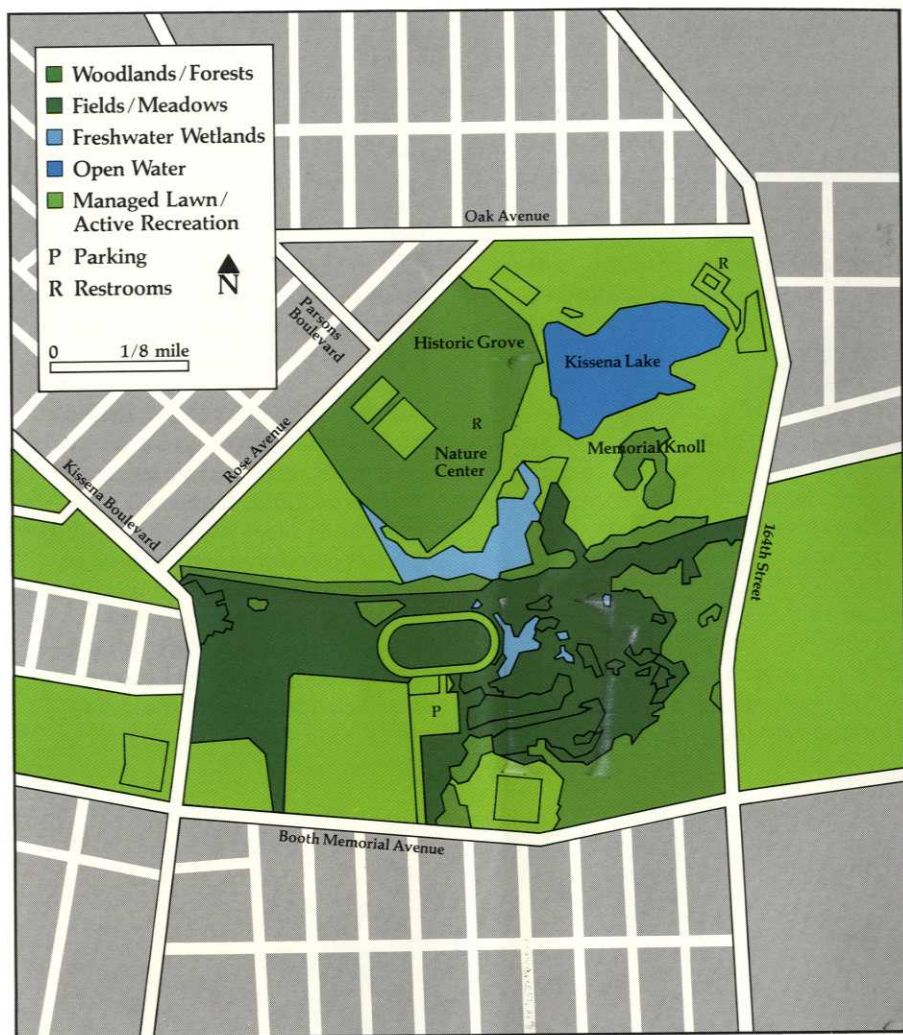 Woodlands/Forests
Fields/Meadows
Freshwater Wetlands
Open Water
Managed Lawn/
Active Recreation
P Parking
R Restrooms
N
0 1/8 mile
Oak Avenue
Parsons
Boulevard
R
Historic Grove
Kissena Lake
R
Nature
Center
Memorial Knoll
Rose Avenue
Kissena Boulevard
164th Street
P
Booth Memorial Avenue